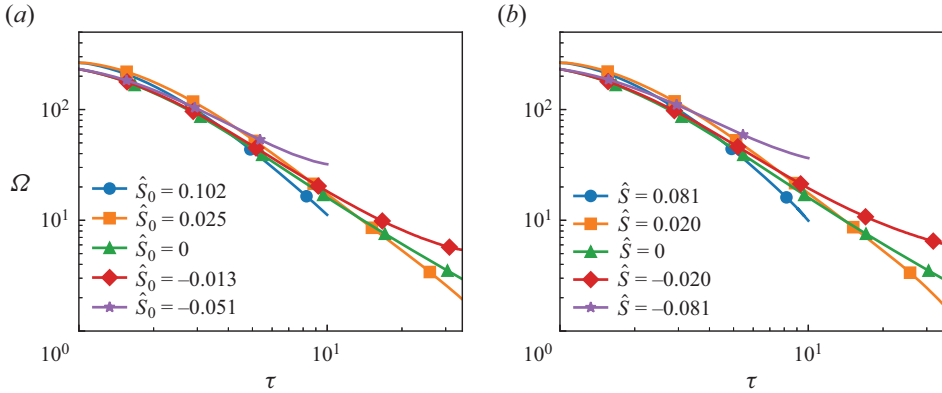 (a)
10²
Ω
10¹
Ŝ₀ = 0.102
Ŝ₀ = 0.025
Ŝ₀ = 0
Ŝ₀ = –0.013
Ŝ₀ = –0.051
10⁰
10¹
τ
(b)
10²
10¹
Ŝ = 0.081
Ŝ = 0.020
Ŝ = 0
Ŝ = –0.020
Ŝ = –0.081
10⁰
10¹
τ